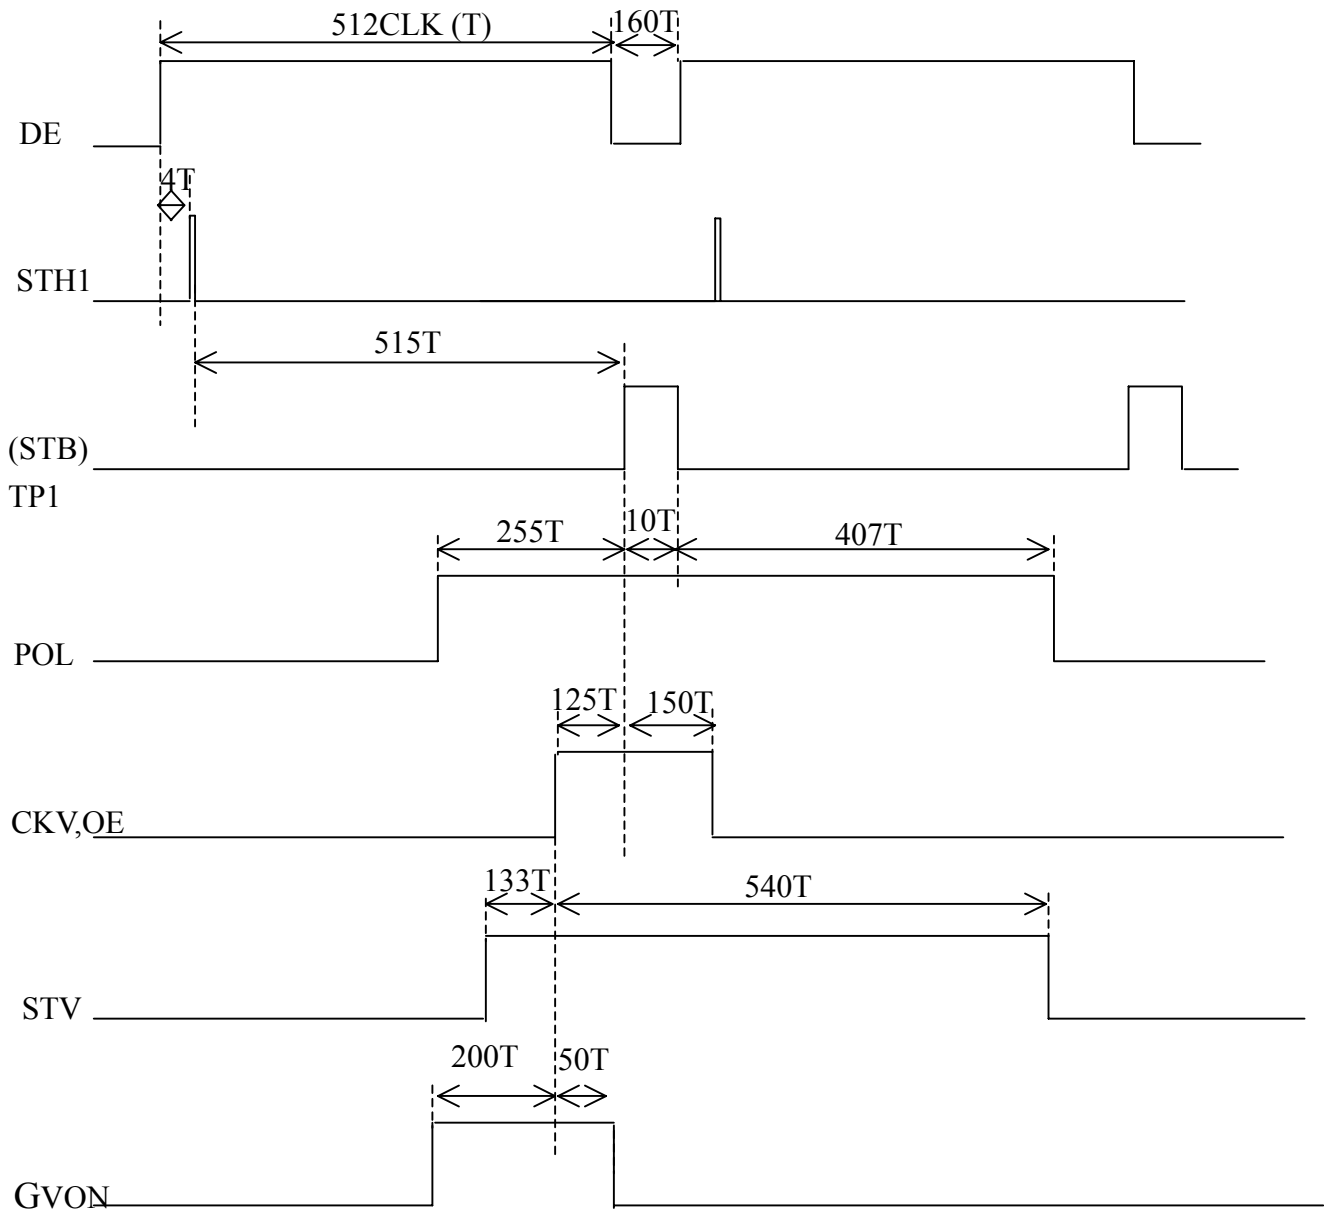 512CLK (T)
160T
DE
4T
STH1
515T
(STB)
TP1
255T
10T
407T
POL
125T
150T
CKV,OE
133T
540T
STV
200T
50T
GVON